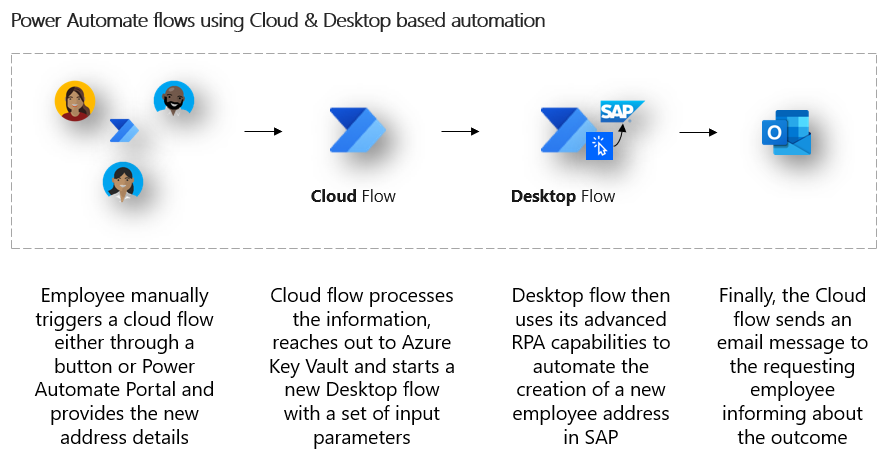 Power Automate flows using Cloud & Desktop based automation
SAP
O
Cloud Flow
Desktop Flow
Employee manually
triggers a cloud flow
either through a
button or Power
Automate Portal and
provides the new
address details
Cloud flow processes
the information,
reaches out to Azure
Key Vault and starts a
new Desktop flow
with a set of input
parameters
Desktop flow then
uses its advanced
RPA capabilities to
automate the
creation of a new
employee address
in SAP
Finally, the Cloud
flow sends an
email message to
the requesting
employee
informing about
the outcome